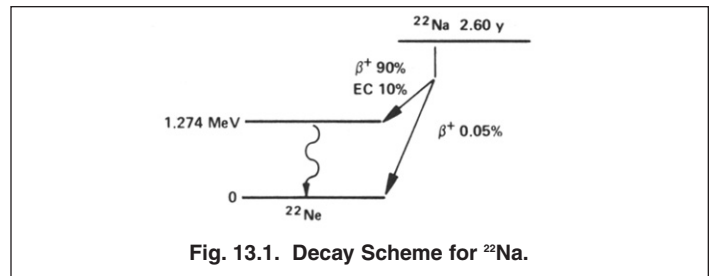 ²²Na 2.60 y
β⁺ 90%
EC 10%
1.274 MeV
β⁺ 0.05%
0
²²Ne
Fig. 13.1. Decay Scheme for ²²Na.